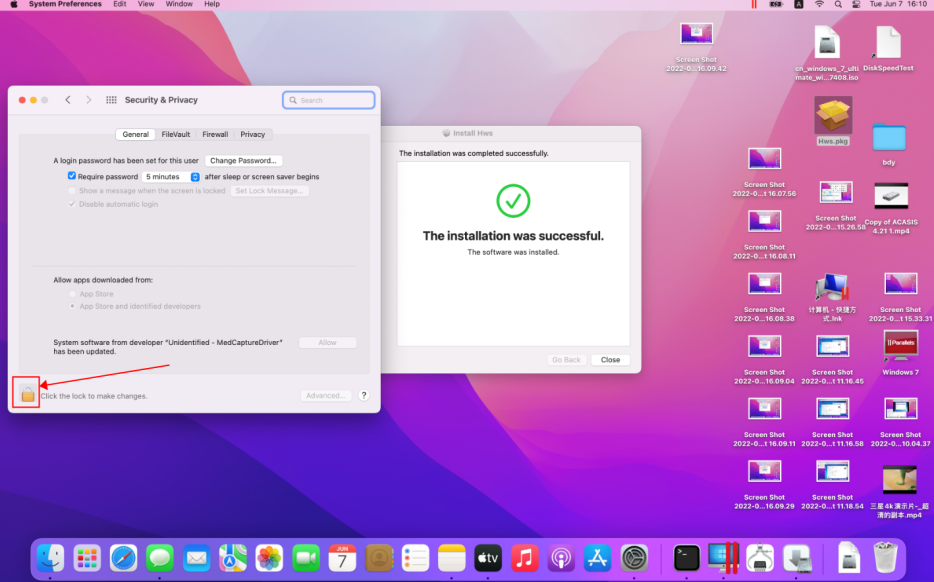 System Preferences Edit View Window Help
A
Tue Jun 7 16:10
Security & Privacy
Search
General FileVault Firewall Privacy
A login password has been set for this user Change Password...
Require password 5 minutes after sleep or screen saver begins
Show a message when the screen is locked Set Lock Message...
Disable automatic login
Allow apps downloaded from:
App Store
App Store and identified developers
System software from developer "Unidentified - MedCaptureDriver"
has been updated.
Allow
Click the lock to make changes.
Advanced... ?
Install Hws
The installation was completed successfully.
The installation was successful.
The software was installed.
Go Back Close
Screen Shot
2022-0...16.09.42
cn_windows_7_ulti
mate_wi...7408.iso
DiskSpeedTest
Hws.pkg
bdy
Screen Shot
2022-0...t 16.07.56
Screen Shot
2022-0...15.26.58
Copy of ACASIS
4.21 1.mp4
Screen Shot
2022-0...t 16.08.11
Screen Shot
2022-0...16.08.38
计算机 - 快捷方
式.lnk
Screen Shot
2022-0...t 15.33.31
Screen Shot
2022-0...t 16.09.04
Screen Shot
2022-0...t 11.16.45
Parallels
Windows 7
Screen Shot
2022-0...t 16.09.11
Screen Shot
2022-0...t 11.16.58
Screen Shot
2022-0...10.04.37
Screen Shot
2022-0...16.09.29
Screen Shot
2022-0...t 11.18.54
三星4k演示片-_超
清的副本.mp4
JUN
7
tv